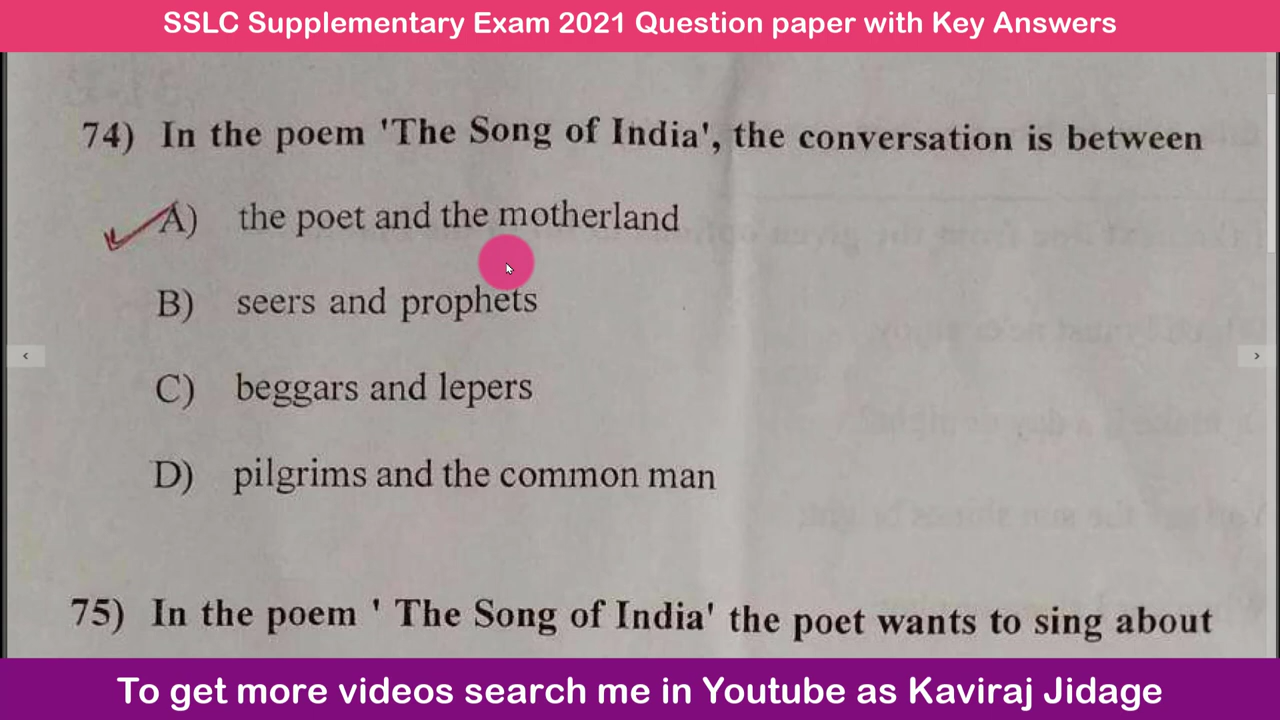 SSLC Supplementary Exam 2021 Question paper with Key Answers
74) In the poem 'The Song of India', the conversation is between
A) the poet and the motherland
B) seers and prophets
C) beggars and lepers
D) pilgrims and the common man
75) In the poem ' The Song of India' the poet wants to sing about
To get more videos search me in Youtube as Kaviraj Jidage